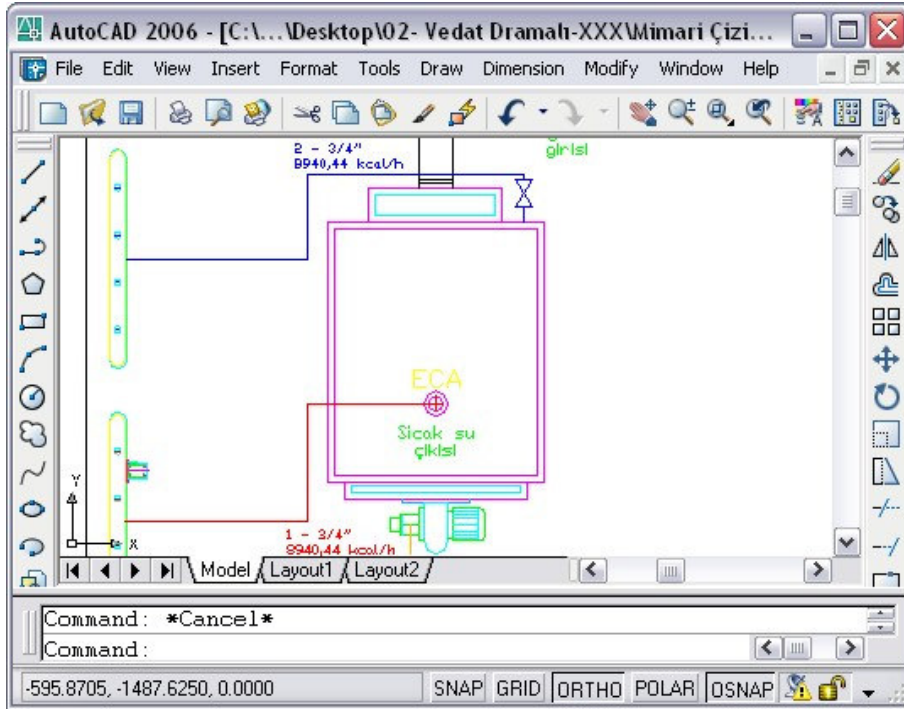 AutoCAD 2006 - [C:\...\Desktop\02- Vedat Dramalı-XXX\Mimari Çizi...
File Edit View Insert Format Tools Draw Dimension Modify Window Help
2 - 3/4"
8940,44 kcal/h
girisi
ECA
Sicak su
çikisi
Y
X
1 - 3/4"
8940,44 kcal/h
Model Layout1 Layout2
Command: *Cancel*
Command:
-595.8705, -1487.6250, 0.0000 SNAP GRID ORTHO POLAR OSNAP